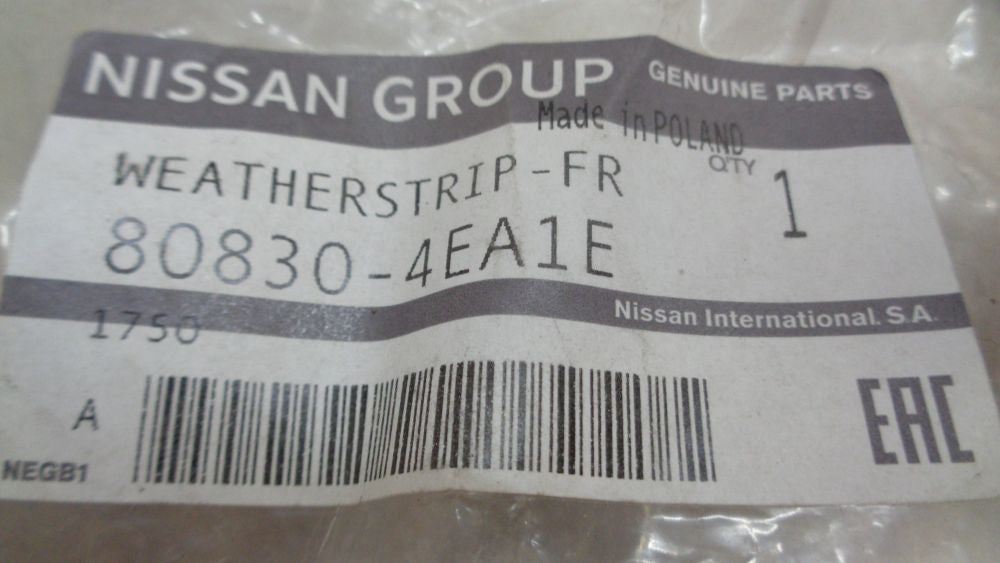 NISSAN GROUP GENUINE PARTS
Made in POLAND
WEATHERSTRIP-FR
QTY 1
80830-4EA1E
Nissan International. S.A.
1750
A
EAC
NEGB1